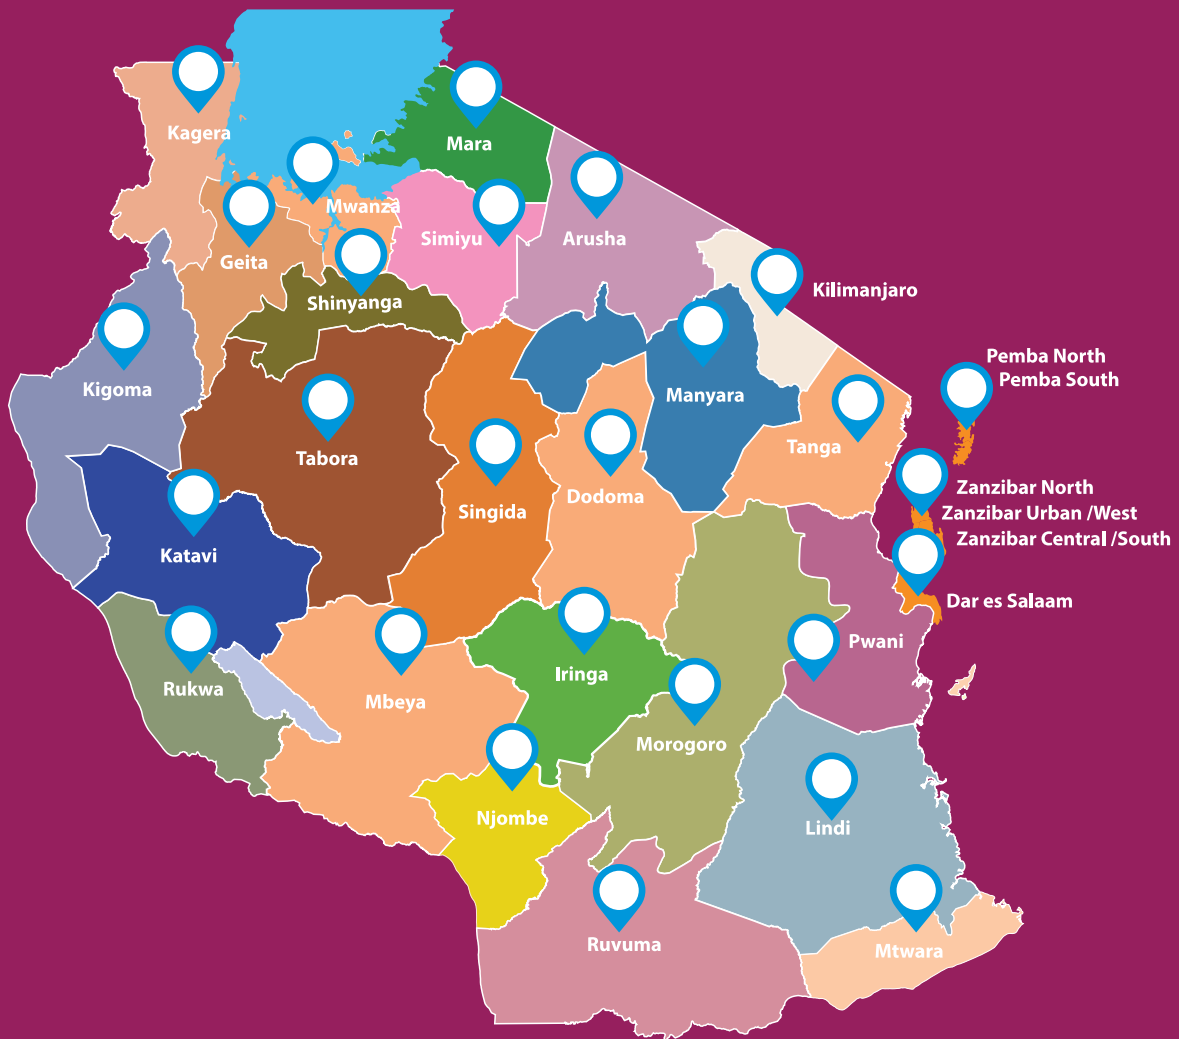 Kagera
Mara
Mwanza
Simiyu
Arusha
Geita
Shinyanga
Kilimanjaro
Pemba North
Pemba South
Kigoma
Manyara
Tanga
Tabora
Dodoma
Singida
Zanzibar North
Zanzibar Urban /West
Zanzibar Central /South
Katavi
Dar es Salaam
Pwani
Iringa
Rukwa
Mbeya
Morogoro
Njombe
Lindi
Ruvuma
Mtwara